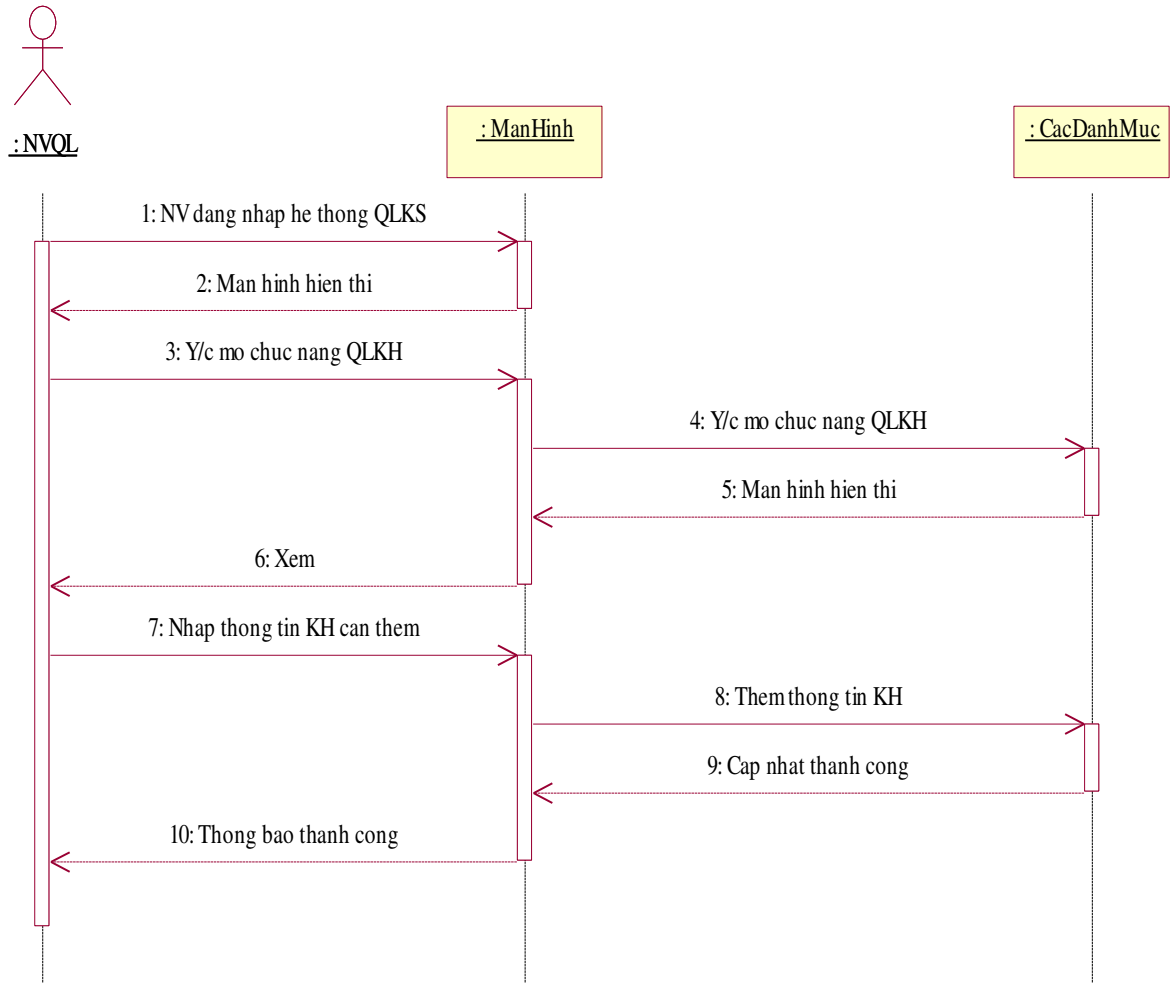 : NVQL
: ManHinh
: CacDanhMuc
1: NV dang nhap he thong QLKS
2: Man hinh hien thi
3: Y/c mo chuc nang QLKH
4: Y/c mo chuc nang QLKH
5: Man hinh hien thi
6: Xem
7: Nhap thong tin KH can them
8: Them thong tin KH
9: Cap nhat thanh cong
10: Thong bao thanh cong